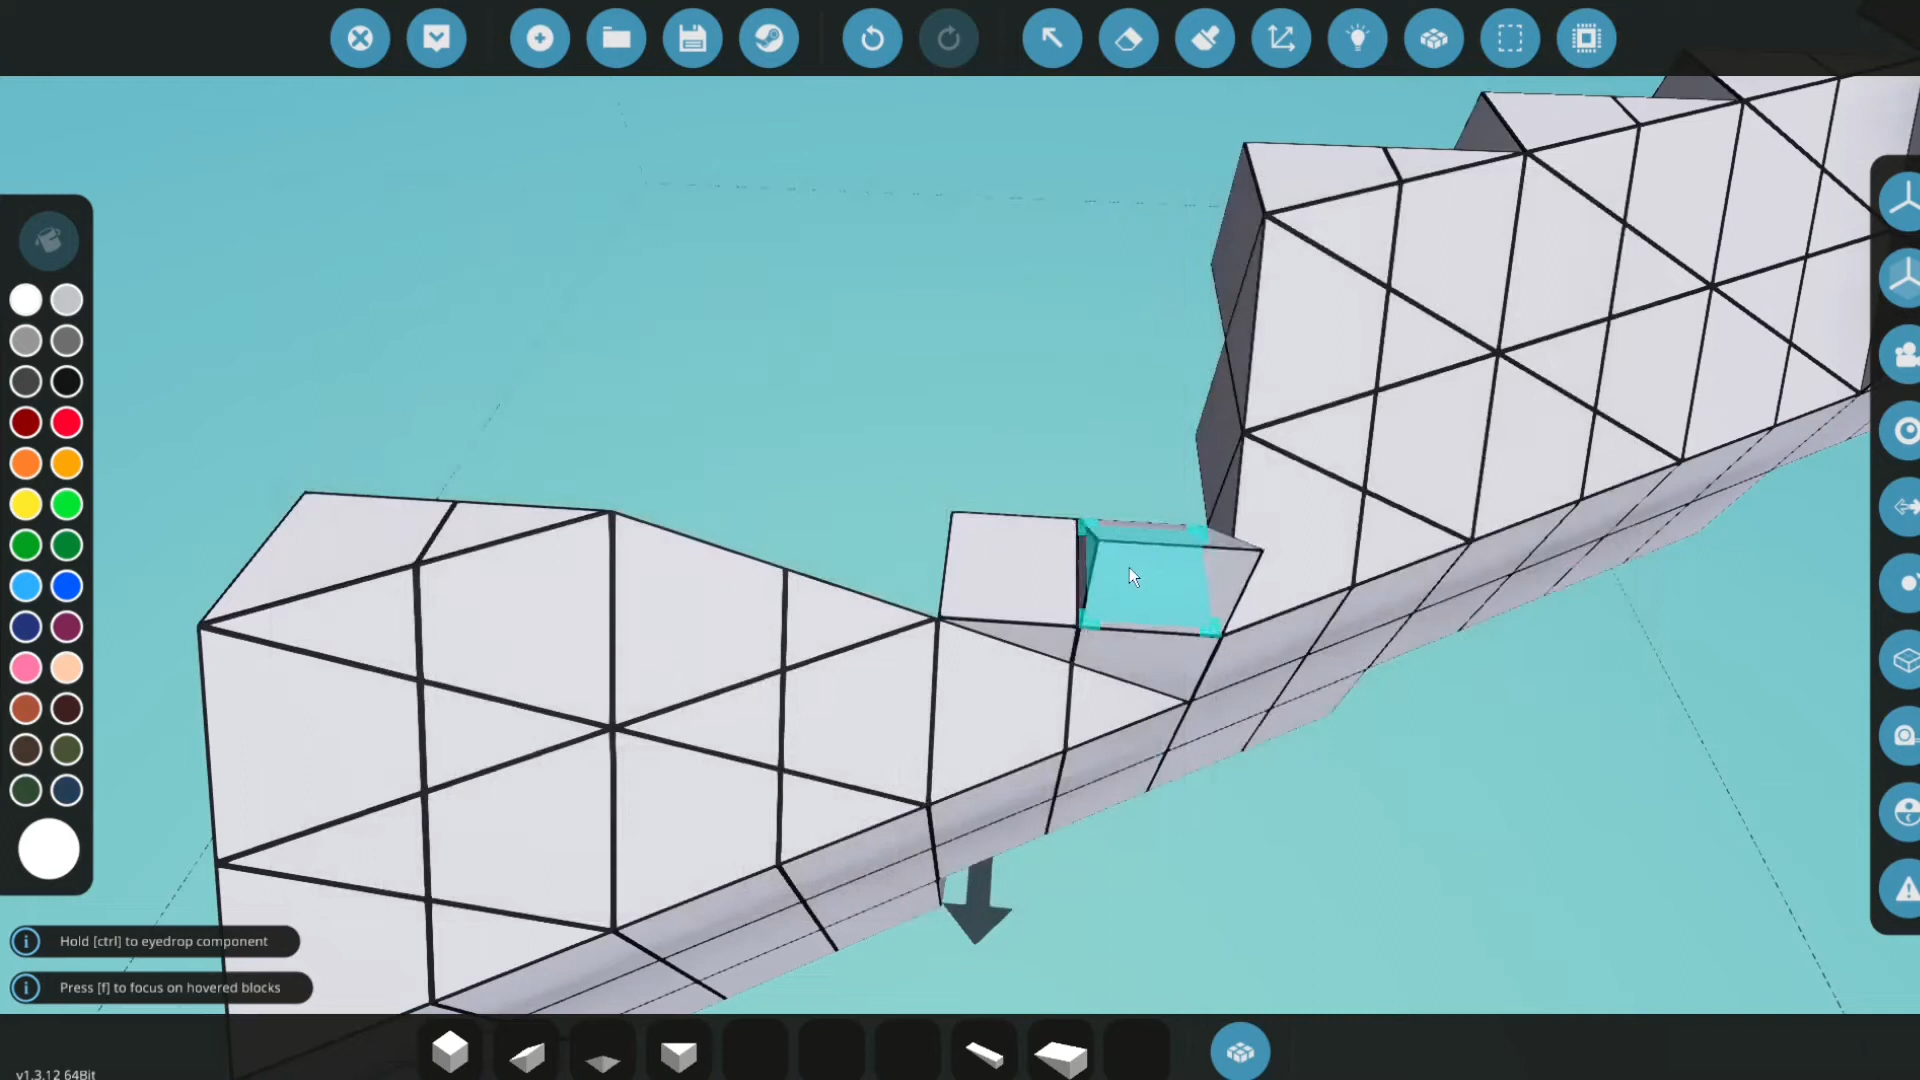 Hold [ctrl] to eyedrop component
Press [f] to focus on hovered blocks
v1.3.12 64Bit